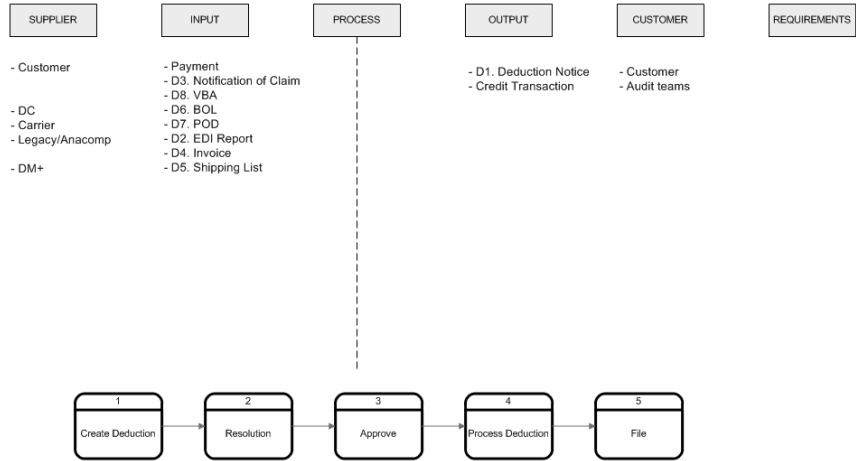 SUPPLIER
INPUT
PROCESS
OUTPUT
CUSTOMER
REQUIREMENTS
- Customer
- DC
- Carrier
- Legacy/Anacomp
- DM+
- Payment
- D3. Notification of Claim
- D8. VBA
- D6. BOL
- D7. POD
- D2. EDI Report
- D4. Invoice
- D5. Shipping List
- D1. Deduction Notice
- Credit Transaction
- Customer
- Audit teams
1
Create Deduction
2
Resolution
3
Approve
4
Process Deduction
5
File